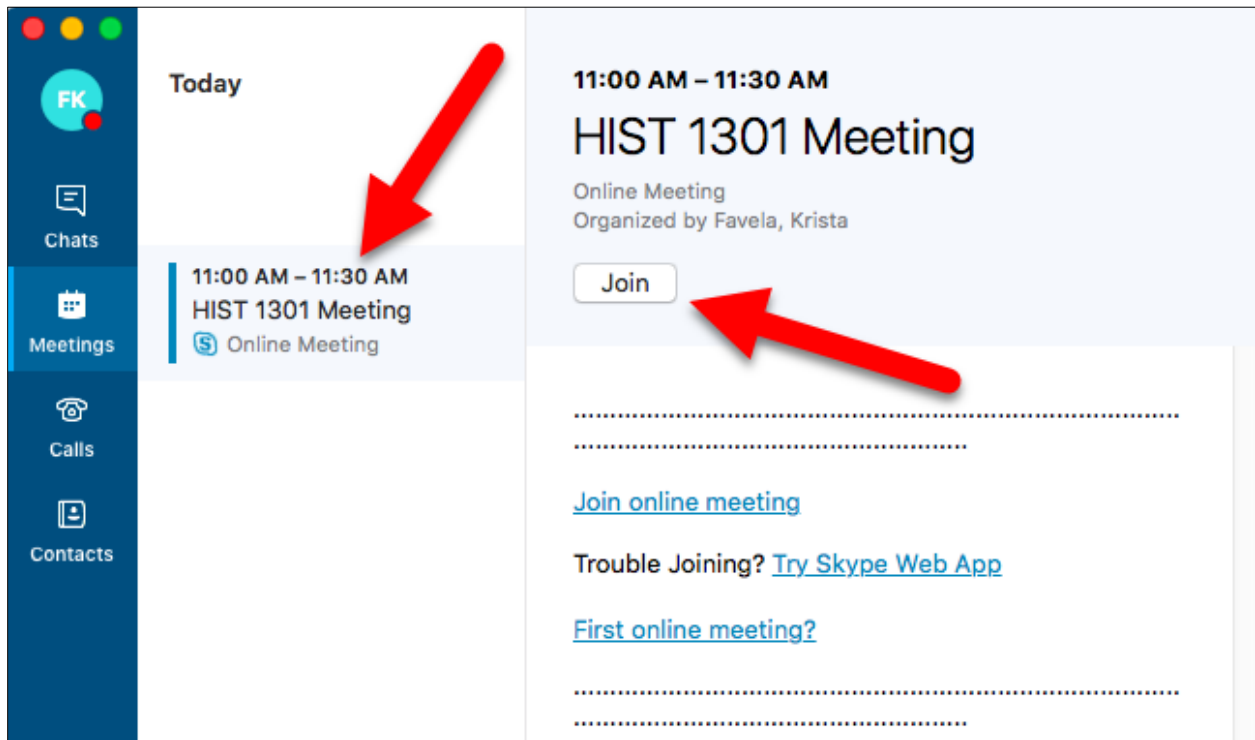 FK
Chats
Meetings
Calls
Contacts
Today
11:00 AM – 11:30 AM
HIST 1301 Meeting
Online Meeting
11:00 AM – 11:30 AM
HIST 1301 Meeting
Online Meeting
Organized by Favela, Krista
Join
Join online meeting
Trouble Joining? Try Skype Web App
First online meeting?